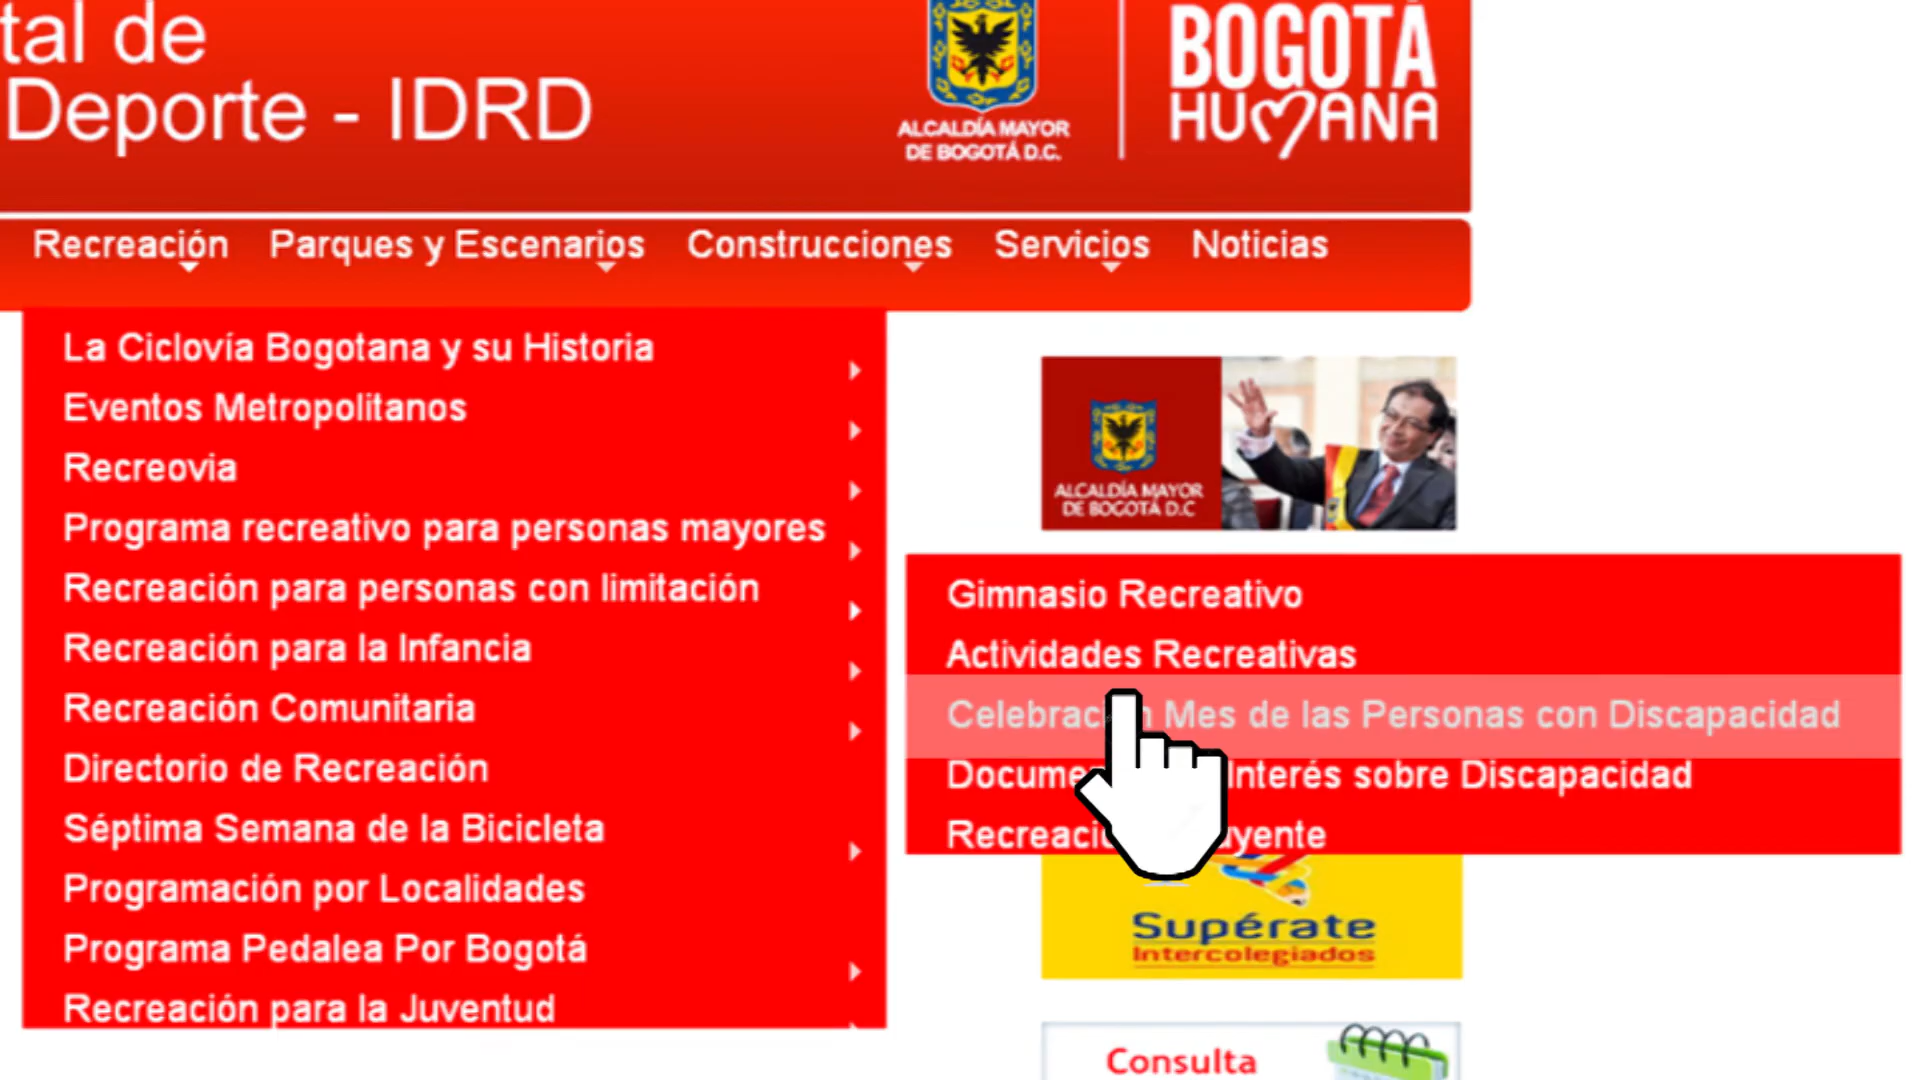 tal de
Deporte - IDRD
ALCALDÍA MAYOR
DE BOGOTÁ D.C.
BOGOTÁ
HUMANA
Recreación Parques y Escenarios Construcciones Servicios Noticias
La Ciclovía Bogotana y su Historia
Eventos Metropolitanos
Recreovia
Programa recreativo para personas mayores
Recreación para personas con limitación
Recreación para la Infancia
Recreación Comunitaria
Directorio de Recreación
Séptima Semana de la Bicicleta
Programación por Localidades
Programa Pedalea Por Bogotá
Recreación para la Juventud
ALCALDÍA MAYOR
DE BOGOTÁ D.C
Gimnasio Recreativo
Actividades Recreativas
Mes de las Personas con Discapacidad
Interés sobre Discapacidad
Supérate
Intercolegiados
Consulta